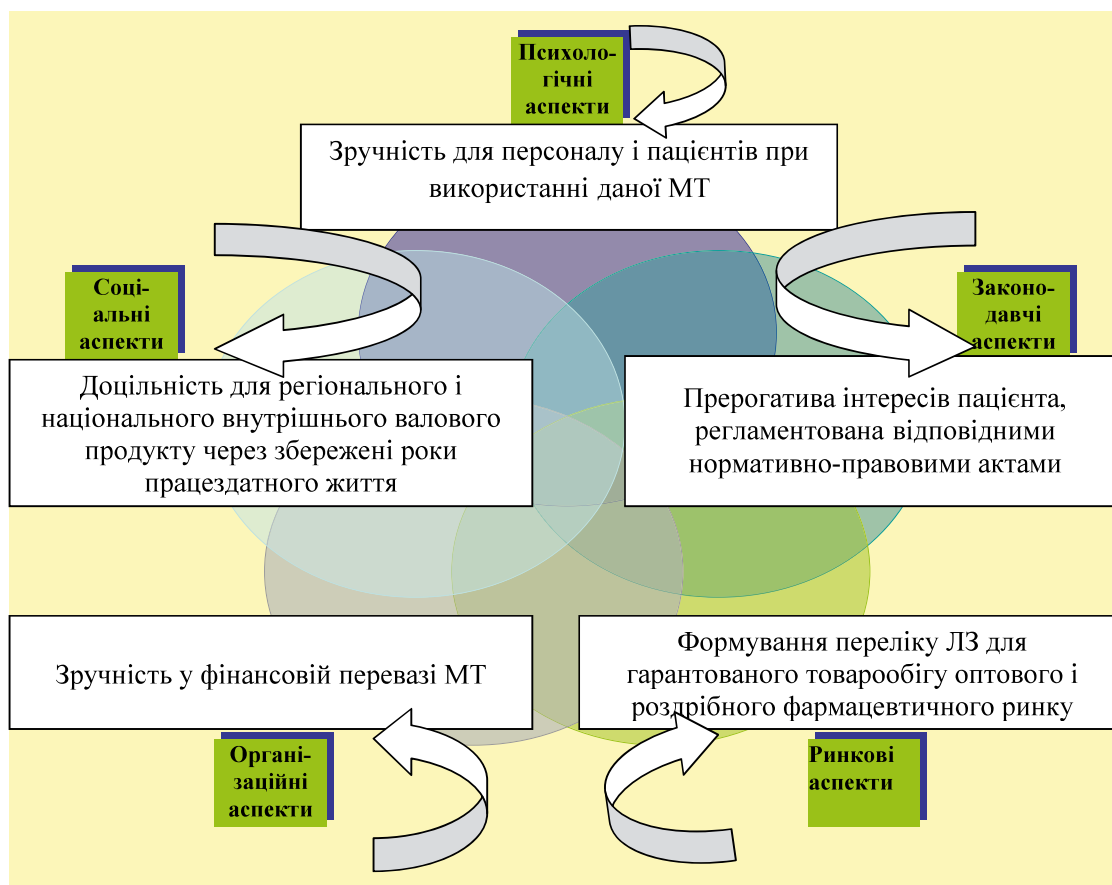 Психоло-
гічні
аспекти
Зручність для персоналу і пацієнтів при
використанні даної МТ
Соці-
альні
аспекти
Доцільність для регіонального і
національного внутрішнього валового
продукту через збережені роки
працездатного життя
Законо-
давчі
аспекти
Прерогатива інтересів пацієнта,
регламентована відповідними
нормативно-правовими актами
Зручність у фінансовій перевазі МТ
Органі-
заційні
аспекти
Формування переліку ЛЗ для
гарантованого товарообігу оптового і
роздрібного фармацевтичного ринку
Ринкові
аспекти